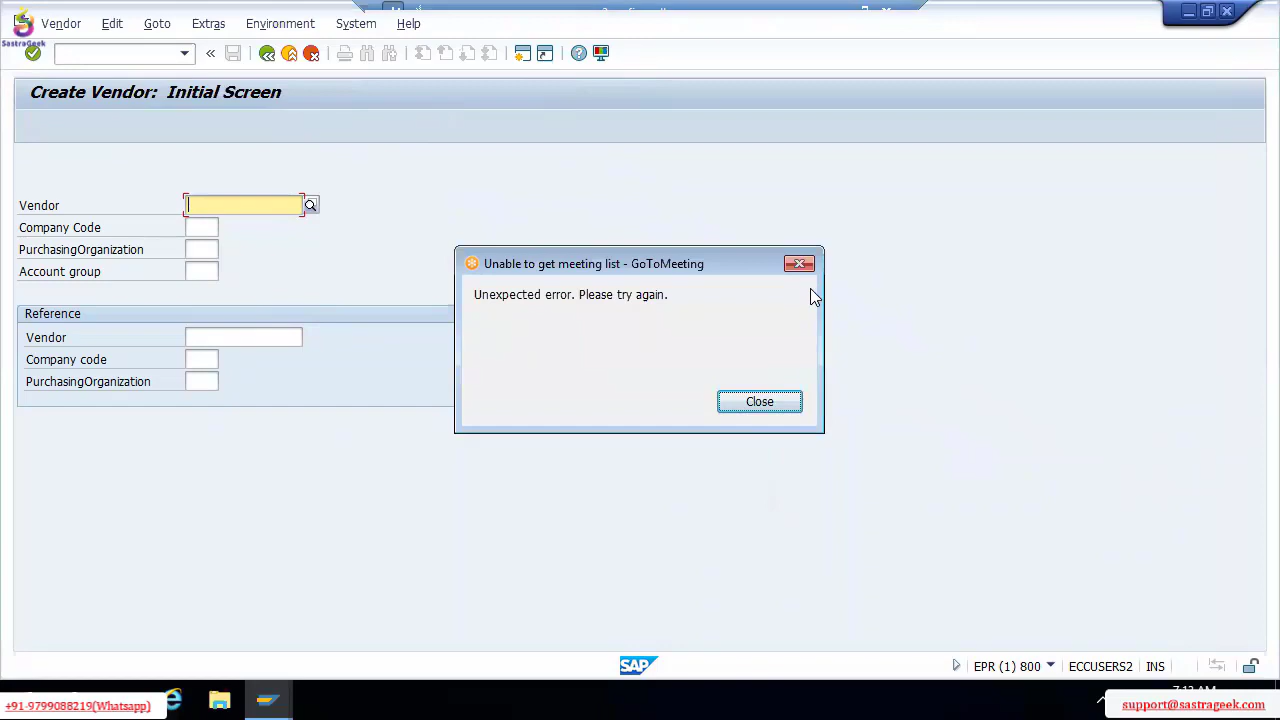 Vendor Edit Goto Extras Environment System Help
SastraGeek
Create Vendor: Initial Screen
Vendor
Company Code
PurchasingOrganization
Account group
Reference
Vendor
Company code
PurchasingOrganization
Unable to get meeting list - GoToMeeting
Unexpected error. Please try again.
Close
SAP
EPR (1) 800 ECCUSERS2 INS
+91-9799088219(Whatsapp)
support@sastrageek.com